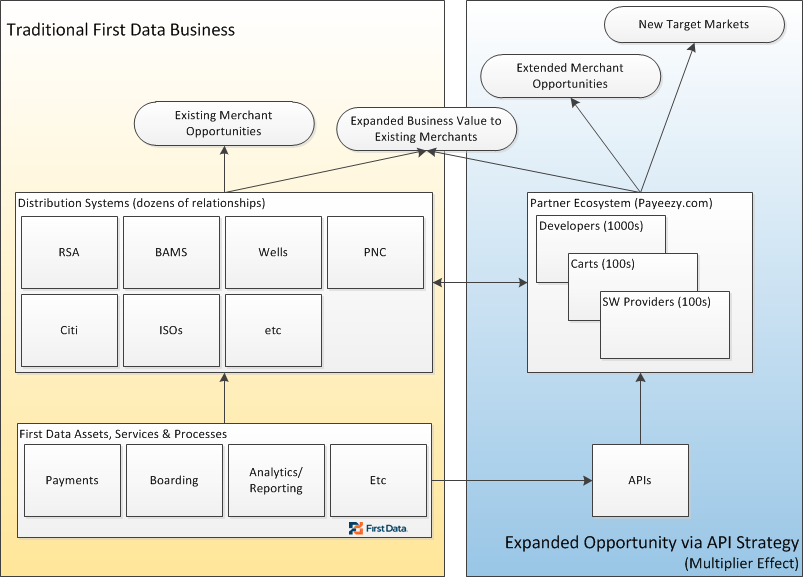 Traditional First Data Business
New Target Markets
Extended Merchant
Opportunities
Existing Merchant
Opportunities
Expanded Business Value to
Existing Merchants
Distribution Systems (dozens of relationships)
RSA
BAMS
Wells
PNC
Citi
ISOs
etc
Partner Ecosystem (Payeezy.com)
Developers (1000s)
Carts (100s)
SW Providers (100s)
First Data Assets, Services & Processes
Payments
Boarding
Analytics/
Reporting
Etc
First Data.
APIs
Expanded Opportunity via API Strategy
(Multiplier Effect)